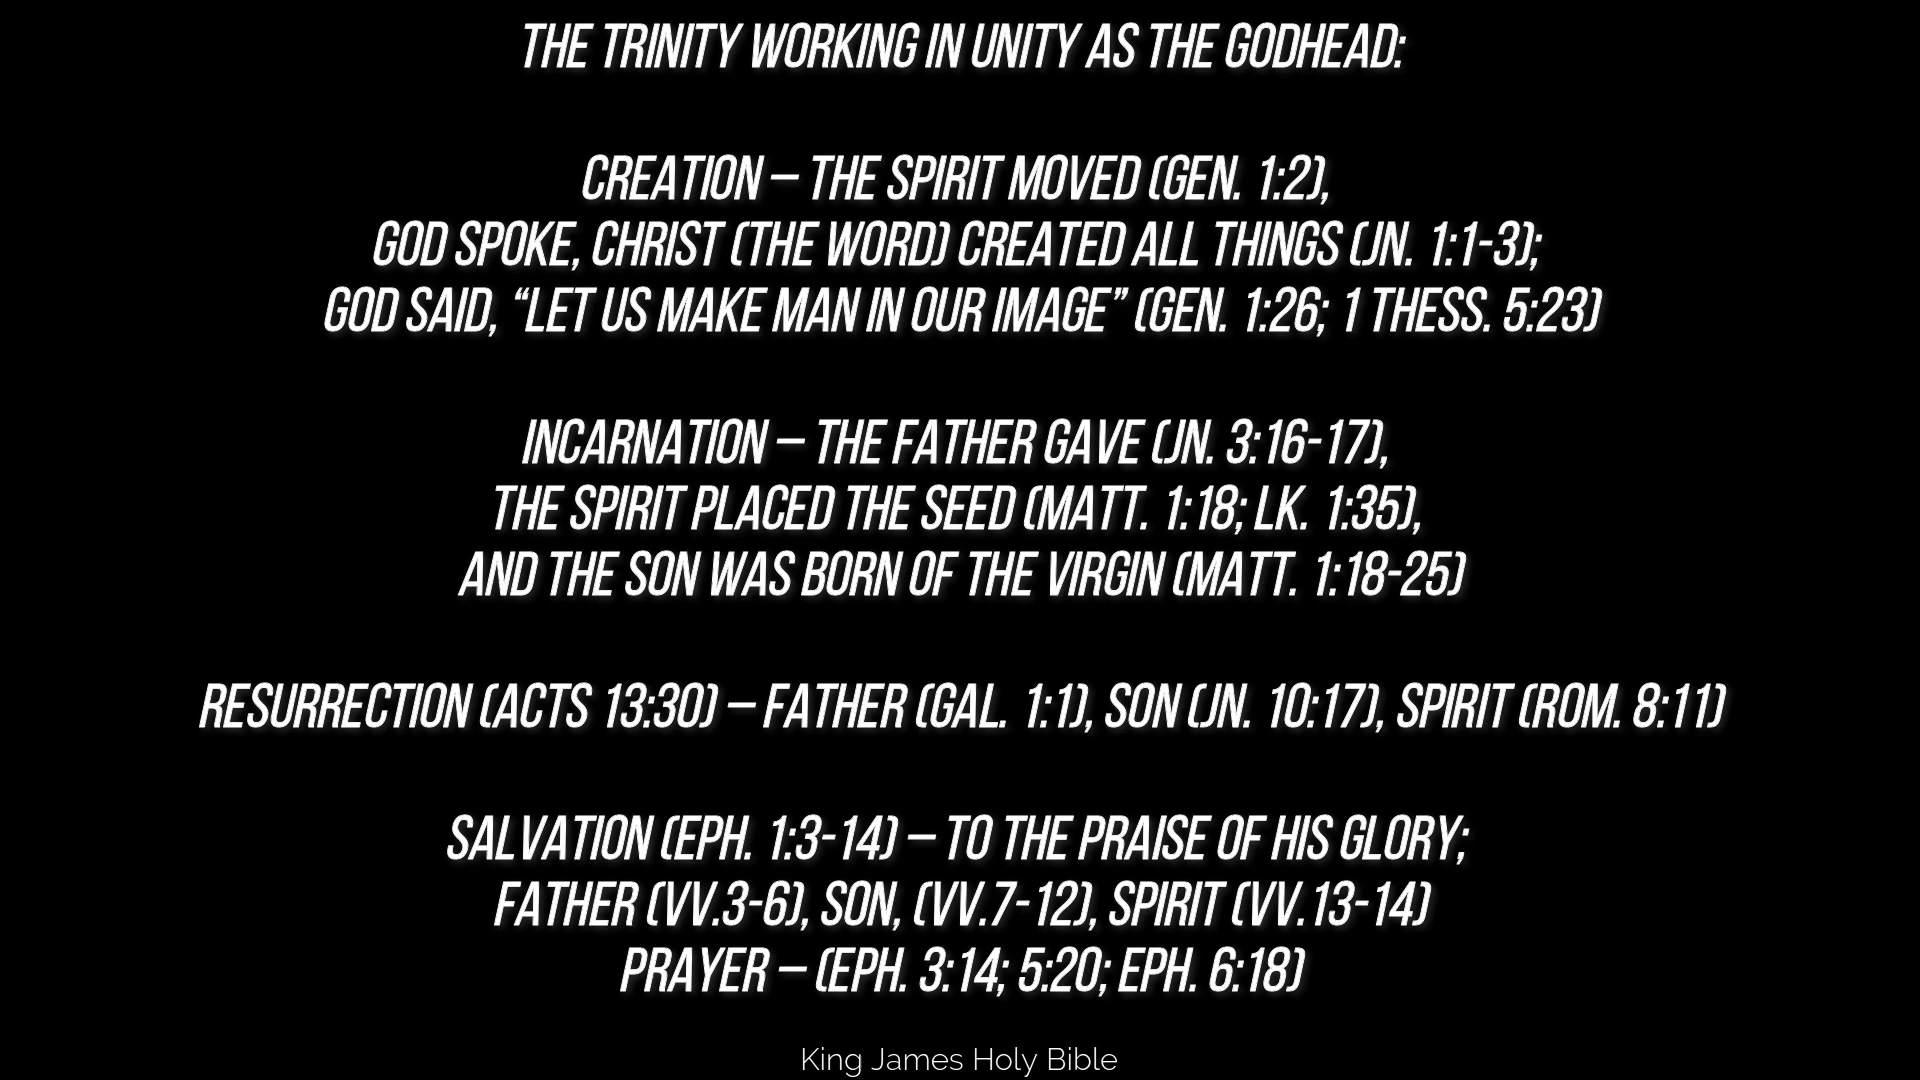 THE TRINITY WORKING IN UNITY AS THE GODHEAD:
CREATION – THE SPIRIT MOVED (GEN. 1:2),
GOD SPOKE, CHRIST (THE WORD) CREATED ALL THINGS (JN. 1:1-3);
GOD SAID, “LET US MAKE MAN IN OUR IMAGE” (GEN. 1:26; 1 THESS. 5:23)
INCARNATION – THE FATHER GAVE (JN. 3:16-17),
THE SPIRIT PLACED THE SEED (MATT. 1:18; LK. 1:35),
AND THE SON WAS BORN OF THE VIRGIN (MATT. 1:18-25)
RESURRECTION (ACTS 13:30) – FATHER (GAL. 1:1), SON (JN. 10:17), SPIRIT (ROM. 8:11)
SALVATION (EPH. 1:3-14) – TO THE PRAISE OF HIS GLORY;
FATHER (VV.3-6), SON, (VV.7-12), SPIRIT (VV.13-14)
PRAYER – (EPH. 3:14; 5:20; EPH. 6:18)
King James Holy Bible